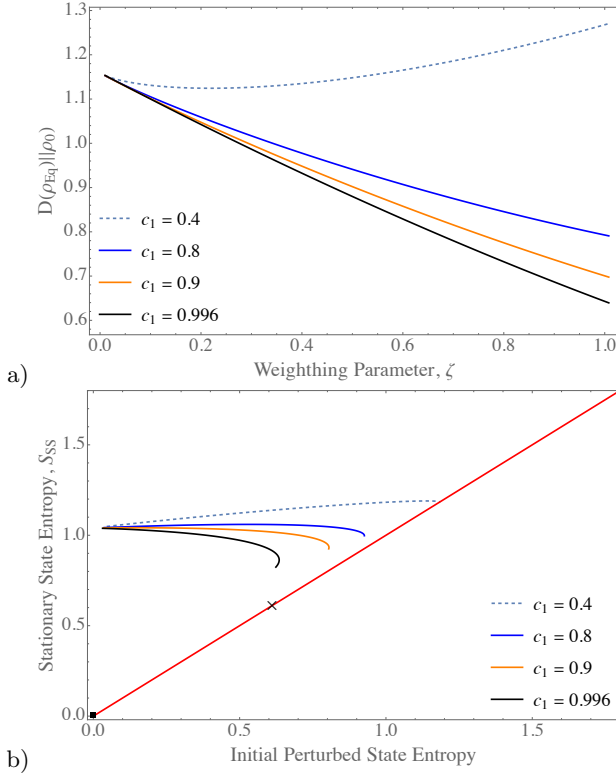 1.3
1.2
1.1
1.0
0.9
0.8
0.7
0.6
D(ρEq)||ρ0)
c1 = 0.4
c1 = 0.8
c1 = 0.9
c1 = 0.996
0.0 0.2 0.4 0.6 0.8 1.0
Weighthing Parameter, ζ
a)
1.5
1.0
0.5
0.0
Stationary State Entropy, SSS
c1 = 0.4
c1 = 0.8
c1 = 0.9
c1 = 0.996
0.0 0.5 1.0 1.5
Initial Perturbed State Entropy
b)